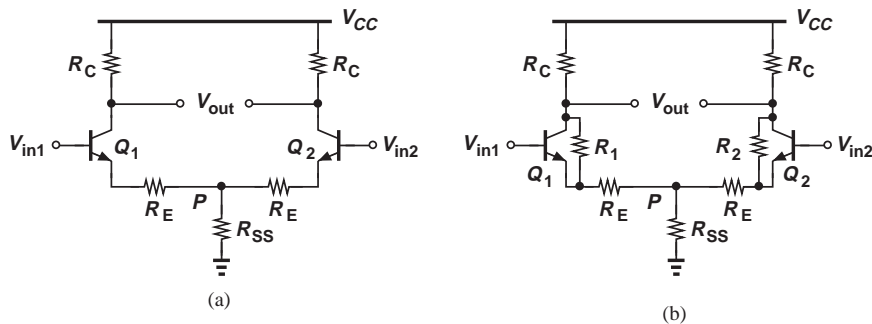 V_CC V_CC
R_C R_C R_C R_C
V_out V_out
V_in1 Q_1 Q_2 V_in2 V_in1 Q_1 R_1 R_2 Q_2 V_in2
R_E P R_E R_E P R_E
R_SS R_SS
(a) (b)